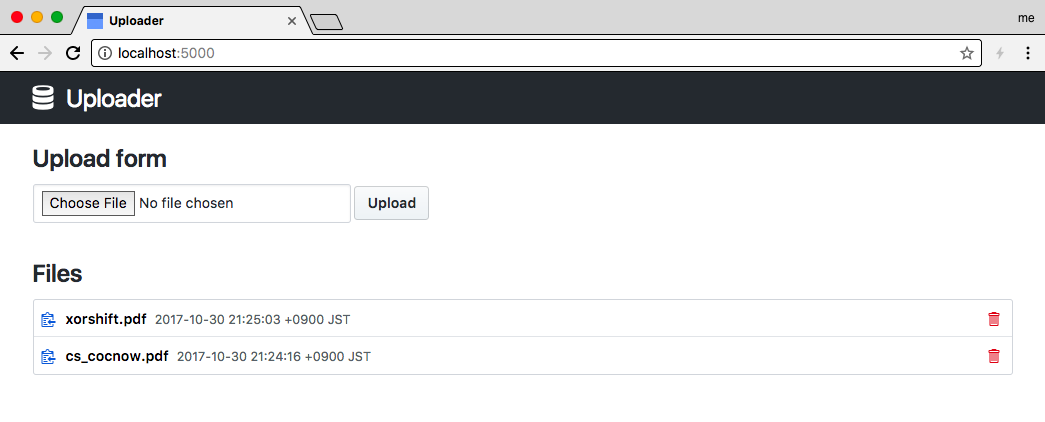 Uploader
me
localhost:5000
Uploader
Upload form
Choose File No file chosen Upload
Files
xorshift.pdf 2017-10-30 21:25:03 +0900 JST
cs_cocnow.pdf 2017-10-30 21:24:16 +0900 JST